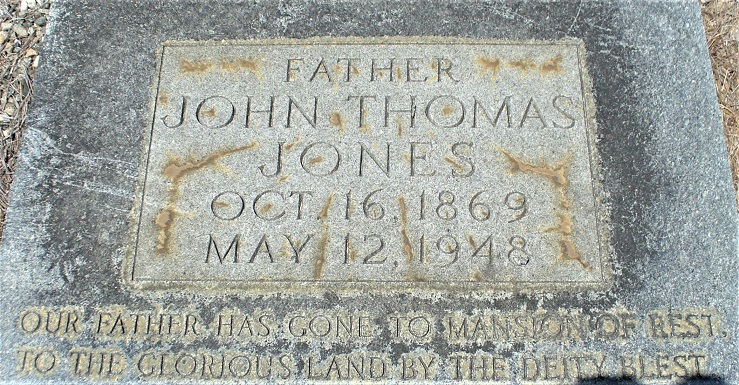 FATHER
JOHN THOMAS
JONES
OCT. 16, 1869
MAY 12, 1948
OUR FATHER HAS GONE TO MANSION OF REST,
TO THE GLORIOUS LAND BY THE DEITY BLEST